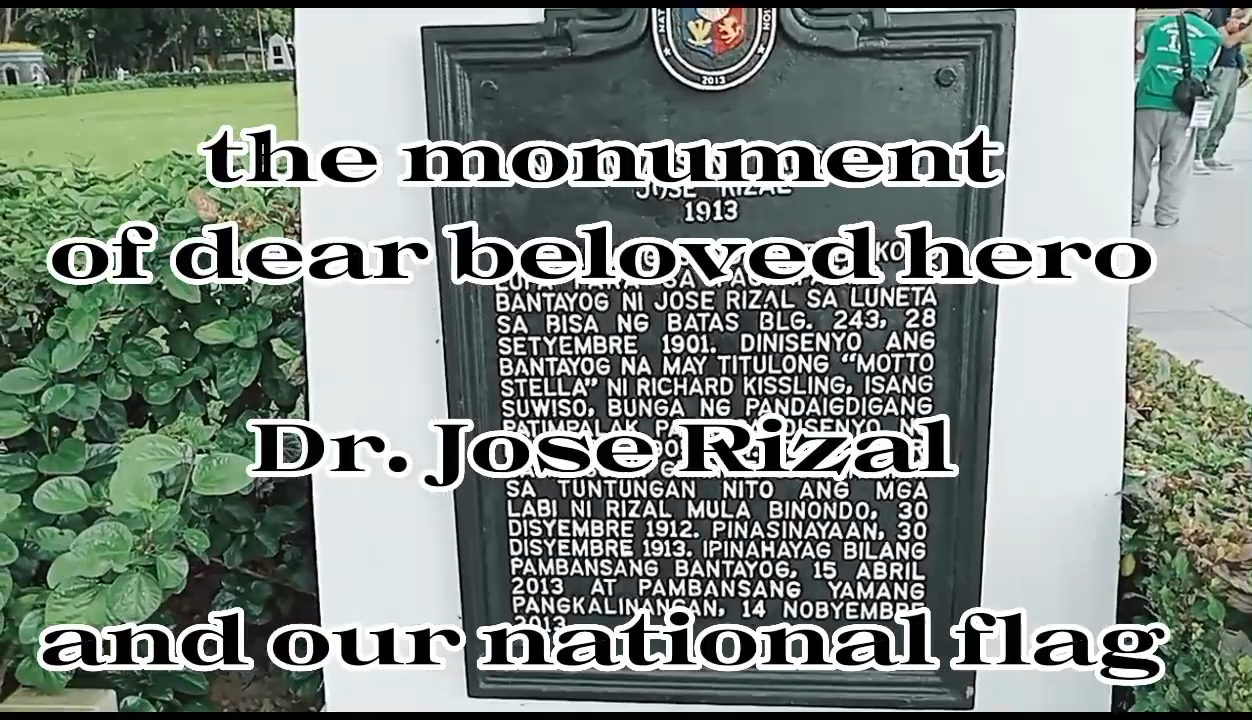 2013
the monument
JOSE RIZAL
1913
of dear beloved hero
BANTAYOG NI JOSE RIZAL SA LUNETA
SA BISA NG BATAS BLG. 243, 28
SETYEMBRE 1901. DINISENYO ANG
BANTAYOG NA MAY TITULONG “MOTTO
STELLA” NI RICHARD KISSLING, ISANG
SUWISO, BUNGA NG PANDAIGDIGANG
PATIMPALAK
Dr. Jose Rizal
SA TUNTUNGAN NITO ANG MGA
LABI NI RIZAL MULA BINONDO, 30
DISYEMBRE 1912. PINASINAYAAN, 30
DISYEMBRE 1913. IPINAHAYAG BILANG
PAMBANSANG BANTAYOG, 15 ABRIL
2013 AT PAMBANSANG YAMANG
PANGKALINANGAN, 14 NOBYEMBRE
2013
and our national flag